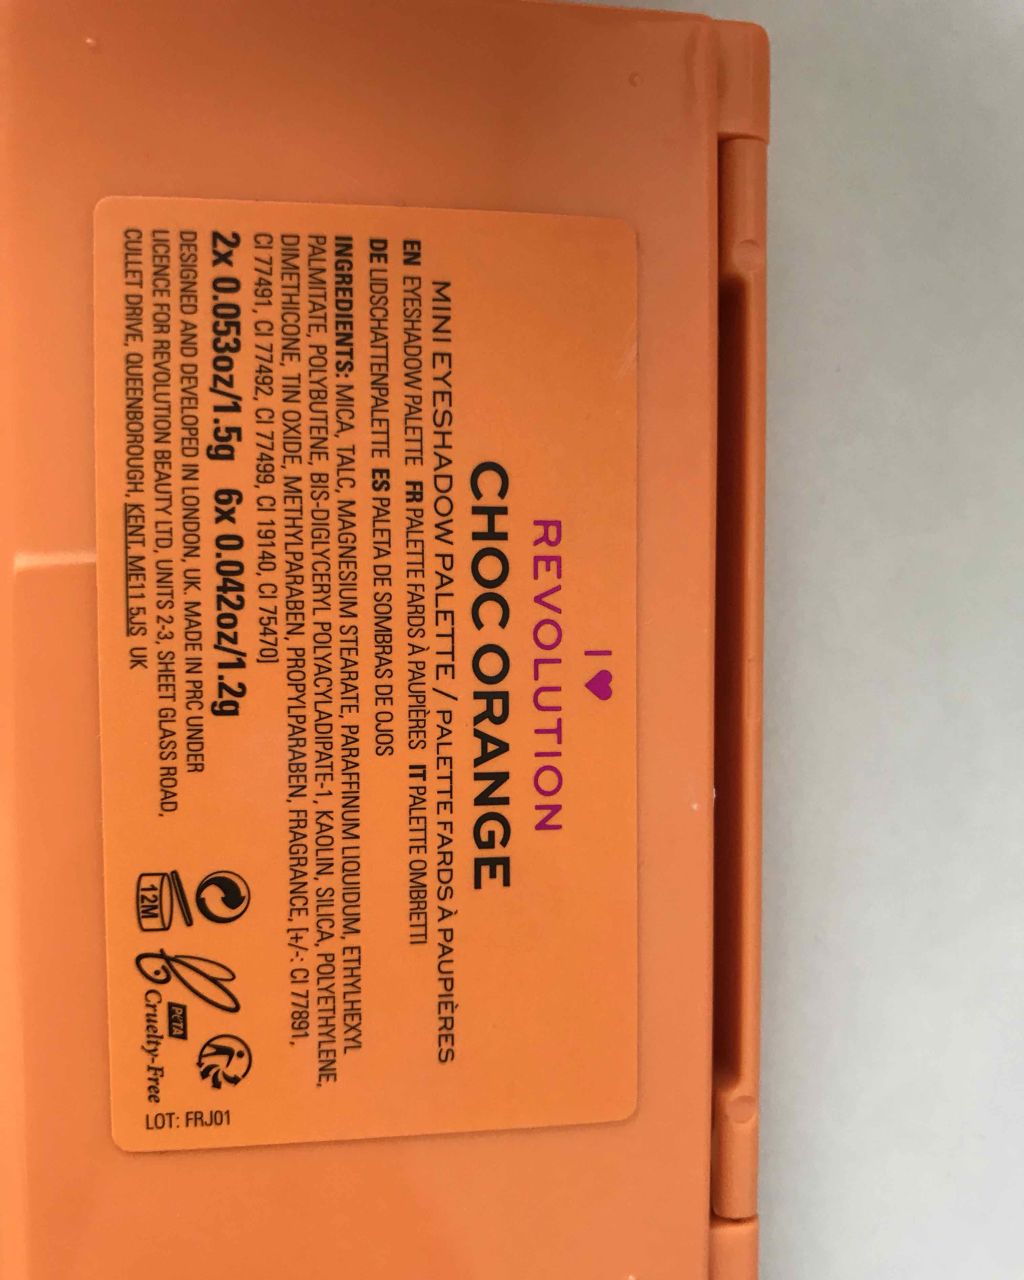 I ♥
REVOLUTION
CHOC ORANGE
MINI EYESHADOW PALETTE / PALETTE FARDS À PAUPIÈRES
EN EYESHADOW PALETTE FR PALETTE FARDS À PAUPIÈRES IT PALETTE OMBRETTI
DE LIDSCHATTENPALETTE ES PALETA DE SOMBRAS DE OJOS
INGREDIENTS: MICA, TALC, MAGNESIUM STEARATE, PARAFFINUM LIQUIDUM, ETHYLHEXYL
PALMITATE, POLYBUTENE, BIS-DIGLYCERYL POLYACYLADIPATE-1, KAOLIN, SILICA, POLYETHYLENE,
DIMETHICONE, TIN OXIDE, METHYLPARABEN, PROPYLPARABEN, FRAGRANCE, [+/-: CI 77891,
CI 77491, CI 77492, CI 77499, CI 19140, CI 75470]
2x 0.053oz/1.5g 6x 0.042oz/1.2g
DESIGNED AND DEVELOPED IN LONDON, UK. MADE IN PRC UNDER
LICENCE FOR REVOLUTION BEAUTY LTD, UNITS 2-3, SHEET GLASS ROAD,
CULLET DRIVE, QUEENBOROUGH, KENT. ME11 5JS UK
12M
PETA
Cruelty-Free
LOT: FRJ01